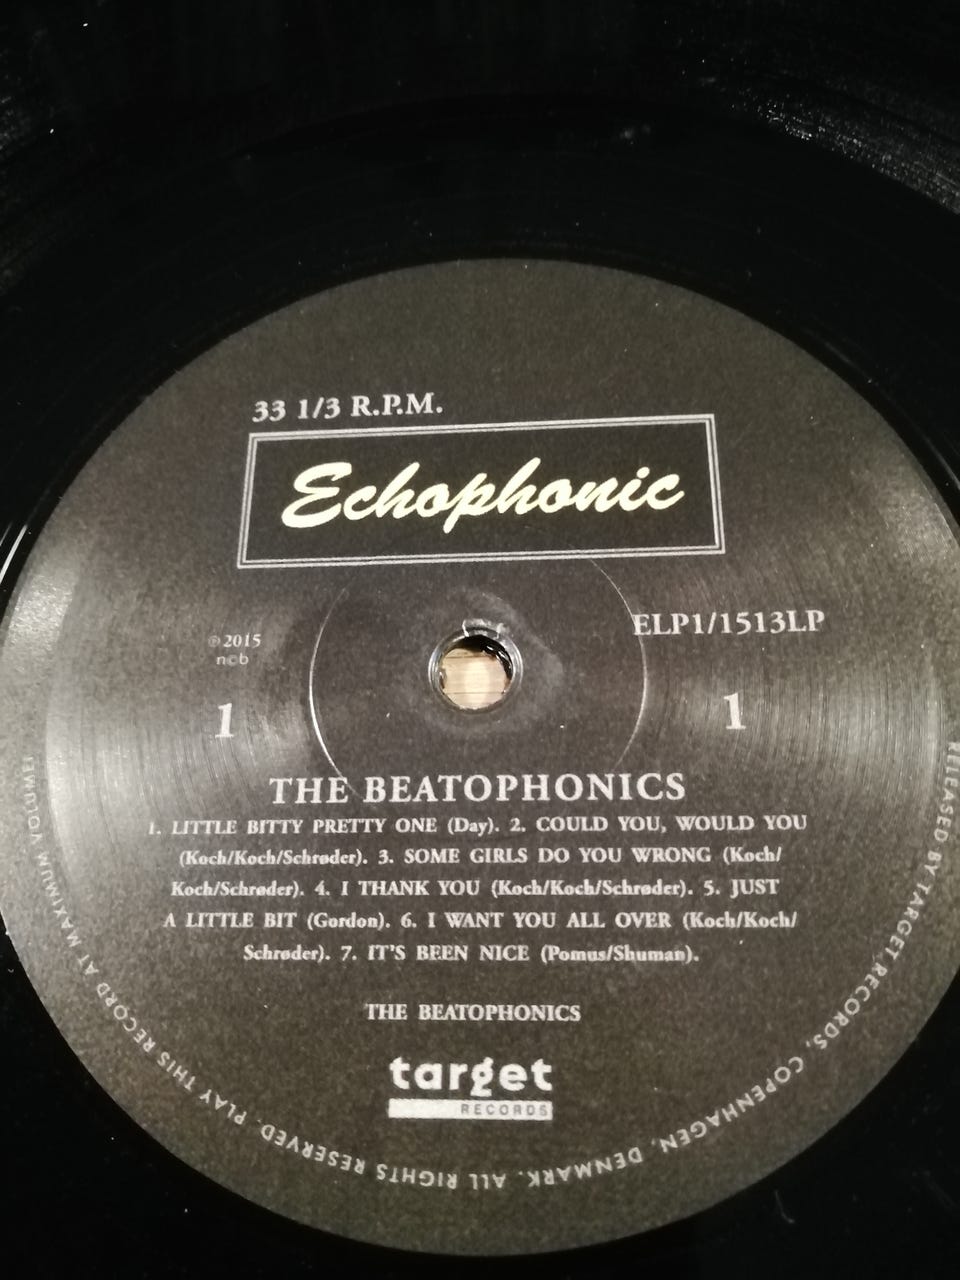 33 1/3 R.P.M.
Echophonic
ELP1/1513LP
℗2015
n©b
1
1
THE BEATOPHONICS
1. LITTLE BITTY PRETTY ONE (Day). 2. COULD YOU, WOULD YOU
(Koch/Koch/Schrøder). 3. SOME GIRLS DO YOU WRONG (Koch/
Koch/Schrøder). 4. I THANK YOU (Koch/Koch/Schrøder). 5. JUST
A LITTLE BIT (Gordon). 6. I WANT YOU ALL OVER (Koch/Koch/
Schrøder). 7. IT'S BEEN NICE (Pomus/Shuman).
THE BEATOPHONICS
target
RECORDS
RELEASED BY TARGET RECORDS, COPENHAGEN, DENMARK. ALL RIGHTS RESERVED. PLAY THIS RECORD AT MAXIMUM VOLUME!